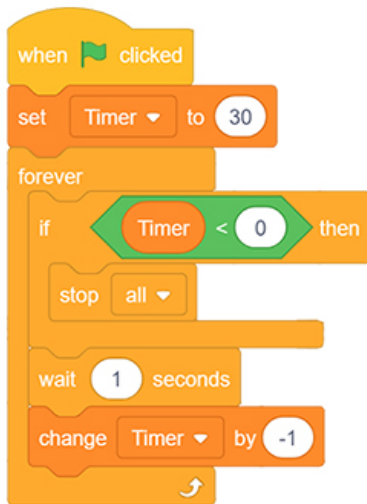 when clicked
set Timer to 30
forever
if Timer < 0 then
stop all
wait 1 seconds
change Timer by -1